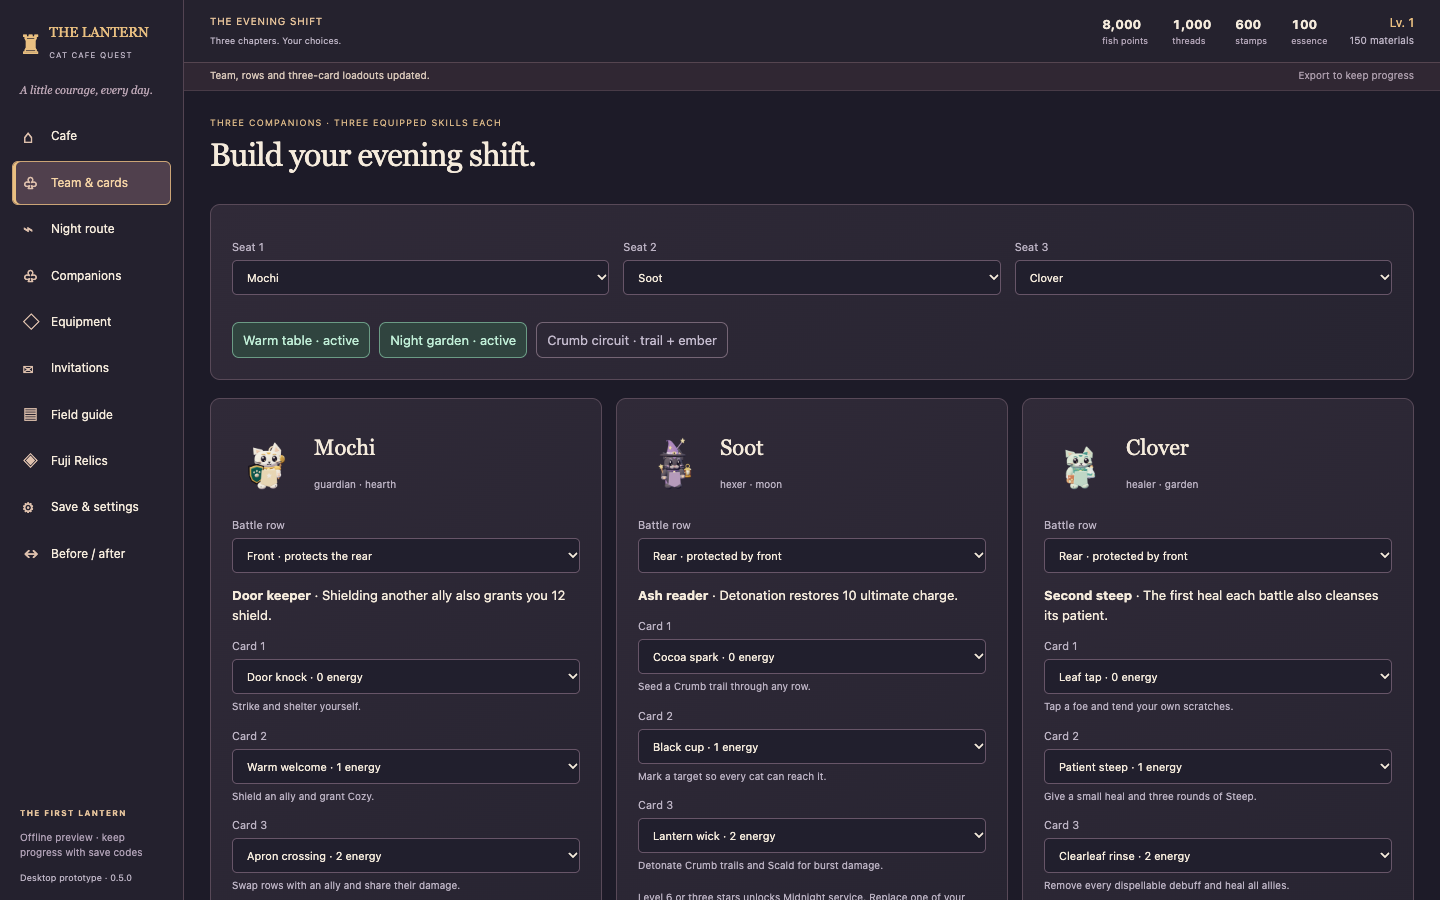 THE LANTERN
CAT CAFE QUEST
A little courage, every day.
Cafe
Team & cards
Night route
Companions
Equipment
Invitations
Field guide
Fuji Relics
Save & settings
Before / after
THE FIRST LANTERN
Offline preview · keep
progress with save codes
Desktop prototype · 0.5.0
THE EVENING SHIFT
Three chapters. Your choices.
8,000
fish points
1,000
threads
600
stamps
100
essence
Lv. 1
150 materials
Team, rows and three-card loadouts updated.
Export to keep progress
THREE COMPANIONS · THREE EQUIPPED SKILLS EACH
Build your evening shift.
Seat 1
Mochi
Seat 2
Soot
Seat 3
Clover
Warm table · active
Night garden · active
Crumb circuit · trail + ember
Mochi
guardian · hearth
Battle row
Front · protects the rear
Door keeper · Shielding another ally also grants you 12
shield.
Card 1
Door knock · 0 energy
Strike and shelter yourself.
Card 2
Warm welcome · 1 energy
Shield an ally and grant Cozy.
Card 3
Apron crossing · 2 energy
Swap rows with an ally and share their damage.
Soot
hexer · moon
Battle row
Rear · protected by front
Ash reader · Detonation restores 10 ultimate charge.
Card 1
Cocoa spark · 0 energy
Seed a Crumb trail through any row.
Card 2
Black cup · 1 energy
Mark a target so every cat can reach it.
Card 3
Lantern wick · 2 energy
Detonate Crumb trails and Scald for burst damage.
Level 6 or three stars unlocks Midnight service. Replace one of your
Clover
healer · garden
Battle row
Rear · protected by front
Second steep · The first heal each battle also cleanses
its patient.
Card 1
Leaf tap · 0 energy
Tap a foe and tend your own scratches.
Card 2
Patient steep · 1 energy
Give a small heal and three rounds of Steep.
Card 3
Clearleaf rinse · 2 energy
Remove every dispellable debuff and heal all allies.